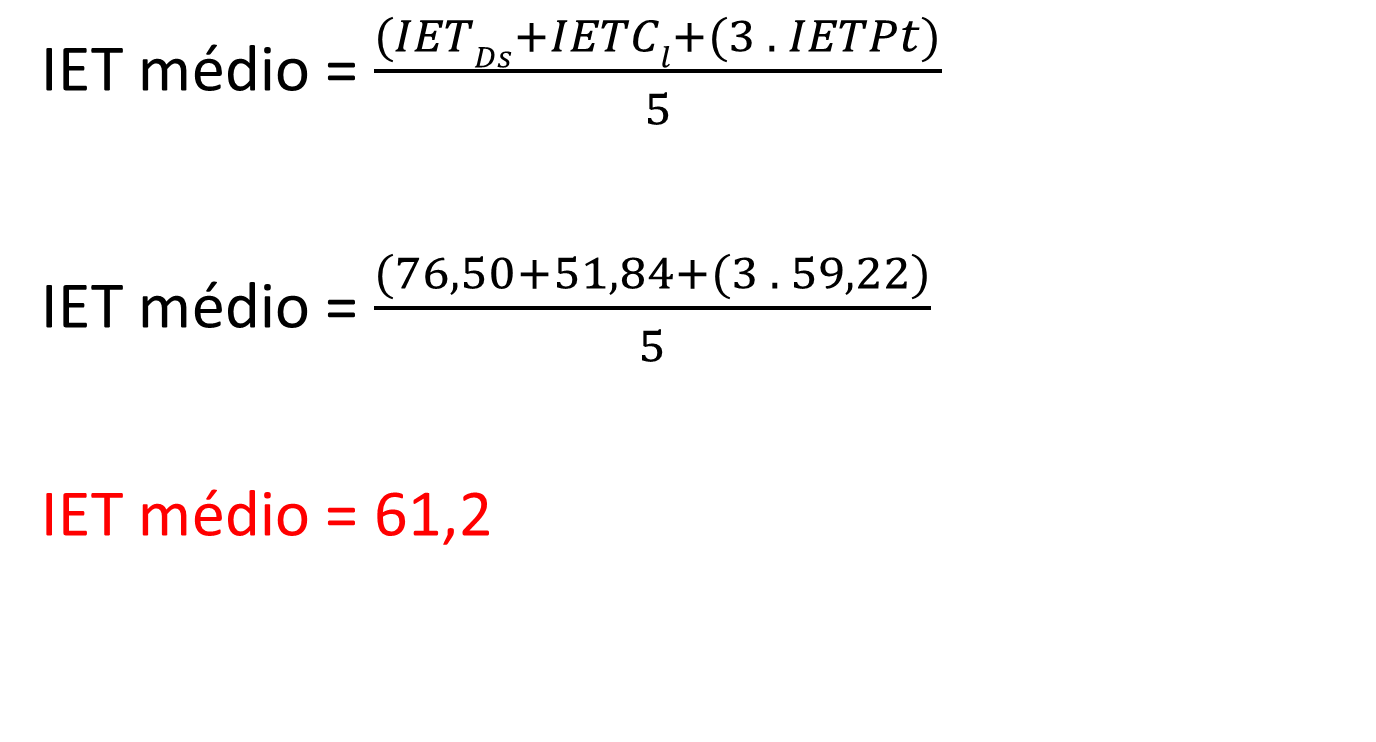 IET médio = (IET_Ds+IETC_l+(3 . IETPt) / 5
IET médio = (76,50+51,84+(3 . 59,22) / 5
IET médio = 61,2